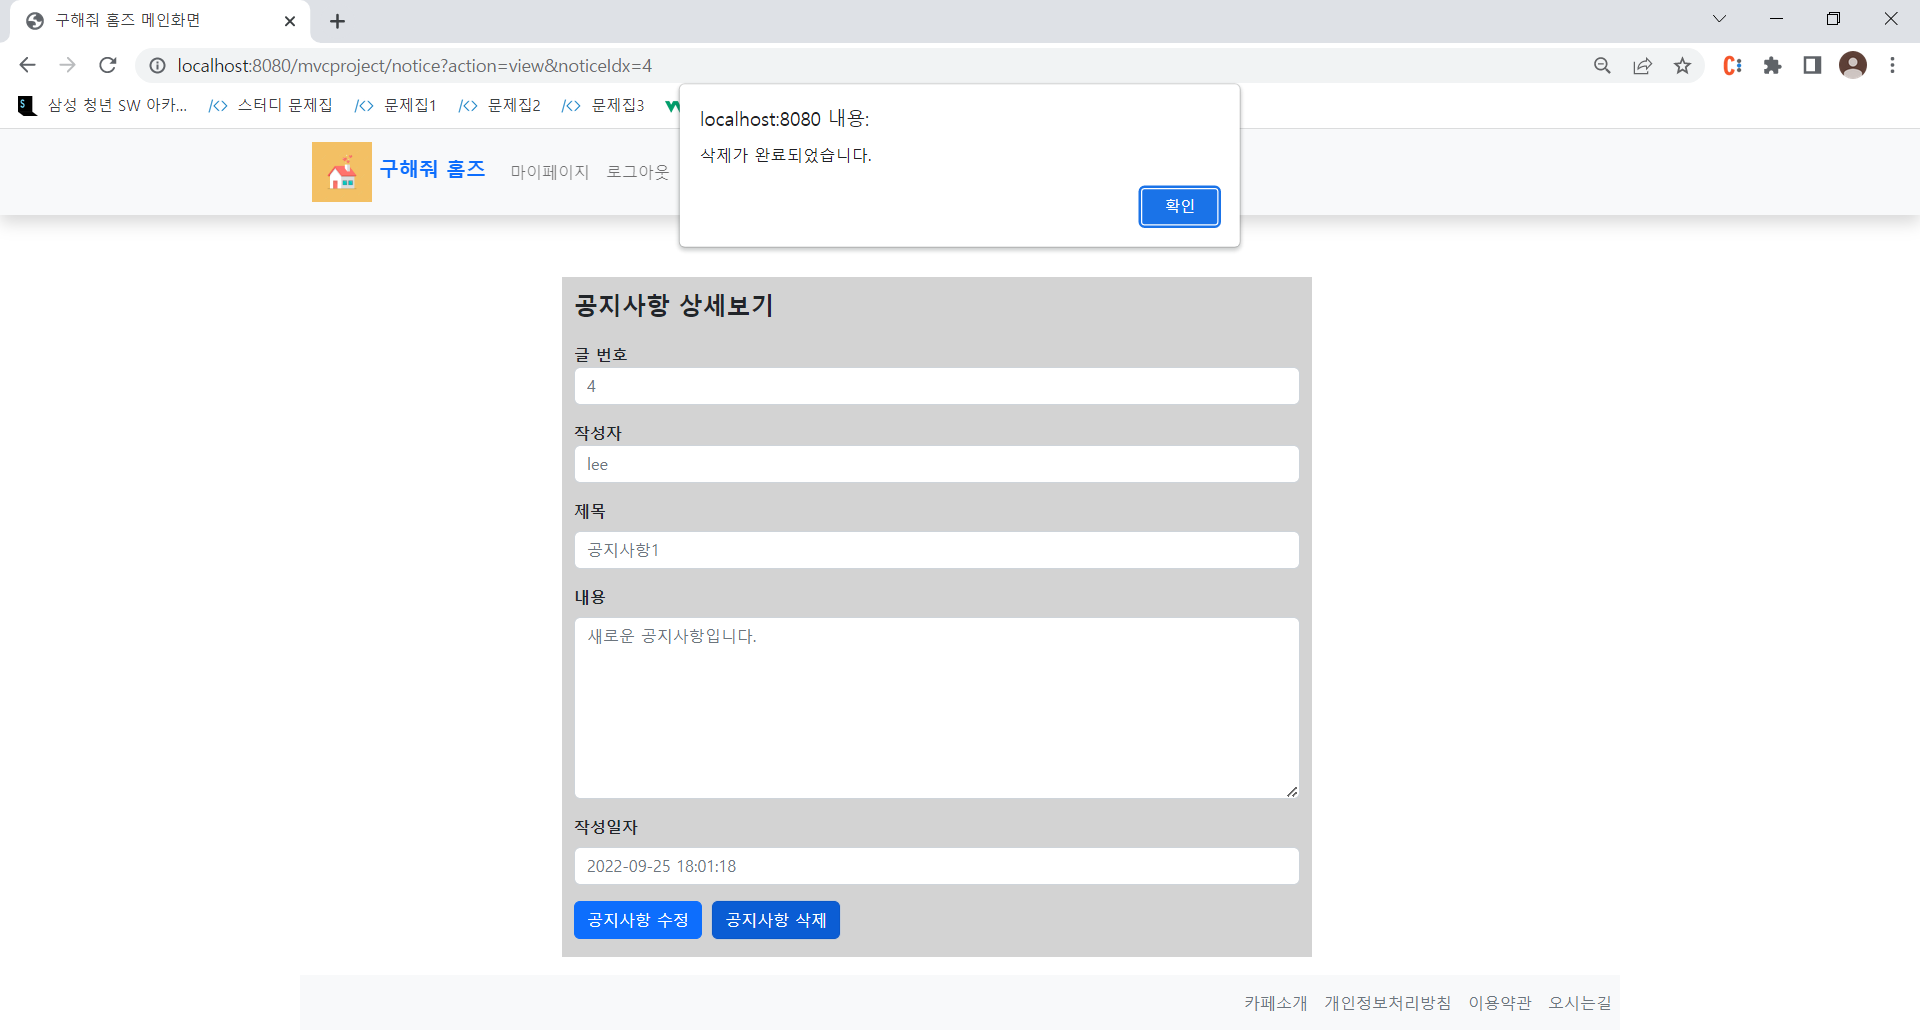 구해줘 홈즈 메인화면
localhost:8080/mvcproject/notice?action=view&noticeIdx=4
삼성 청년 SW 아카... 스터디 문제집 문제집1 문제집2 문제집3
localhost:8080 내용:
삭제가 완료되었습니다.
확인
구해줘 홈즈 마이페이지 로그아웃
공지사항 상세보기
글 번호
4
작성자
lee
제목
공지사항1
내용
새로운 공지사항입니다.
작성일자
2022-09-25 18:01:18
공지사항 수정 공지사항 삭제
카페소개 개인정보처리방침 이용약관 오시는길